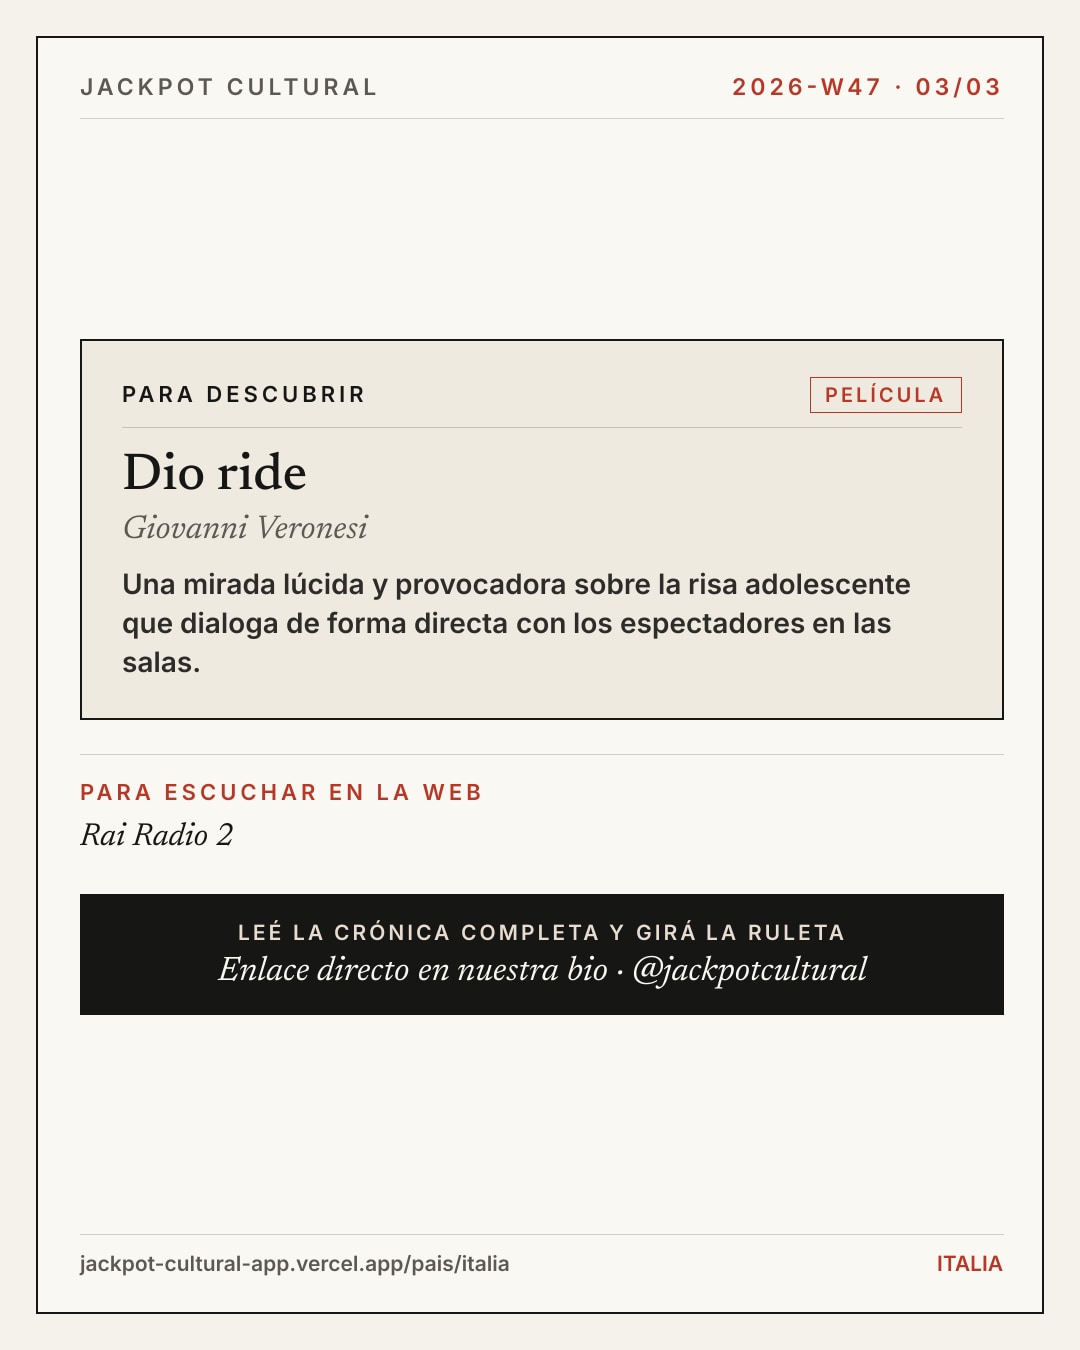 JACKPOT CULTURAL
2026-W47 · 03/03
PARA DESCUBRIR
PELÍCULA
Dio ride
Giovanni Veronesi
Una mirada lúcida y provocadora sobre la risa adolescente
que dialoga de forma directa con los espectadores en las
salas.
PARA ESCUCHAR EN LA WEB
Rai Radio 2
LEÉ LA CRÓNICA COMPLETA Y GIRÁ LA RULETA
Enlace directo en nuestra bio · @jackpotcultural
jackpot-cultural-app.vercel.app/pais/italia
ITALIA